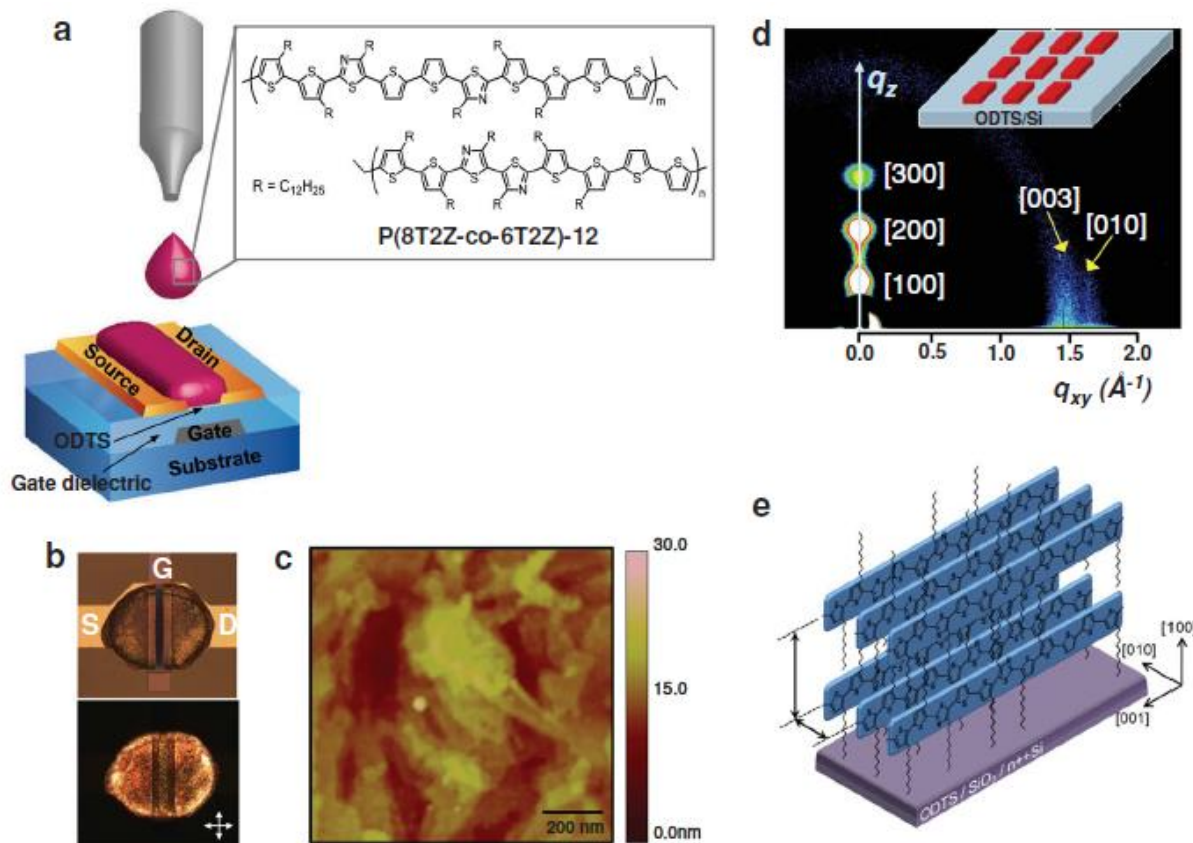 a
R
R
R
R
N
S
S
S
S
S
S
S
S
S
S
N
m
R
R
R
R
R
R
R
R
N
S
S
S
S
S
S
S
S
N
n
R
R
R
R
R = C12H25
P(8T2Z-co-6T2Z)-12
Source
Drain
ODTS
Gate
Gate dielectric
Substrate
b
G
S
D
c
30.0
15.0
0.0nm
200 nm
d
qz
ODTS/Si
[300]
[200]
[100]
[003]
[010]
0.0
0.5
1.0
1.5
2.0
qxy (Å-1)
e
[100]
[010]
[001]
ODTS / SiO2 / n++Si